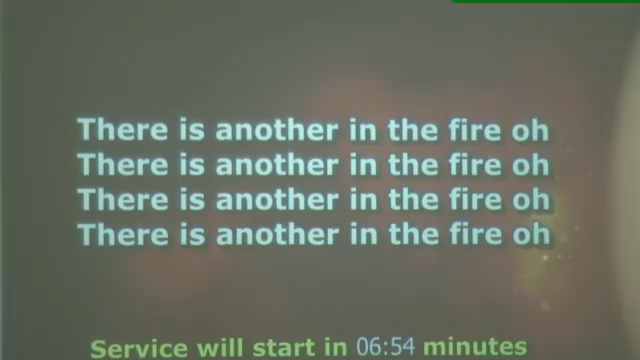 There is another in the fire oh
There is another in the fire oh
There is another in the fire oh
There is another in the fire oh
Service will start in 06:54 minutes